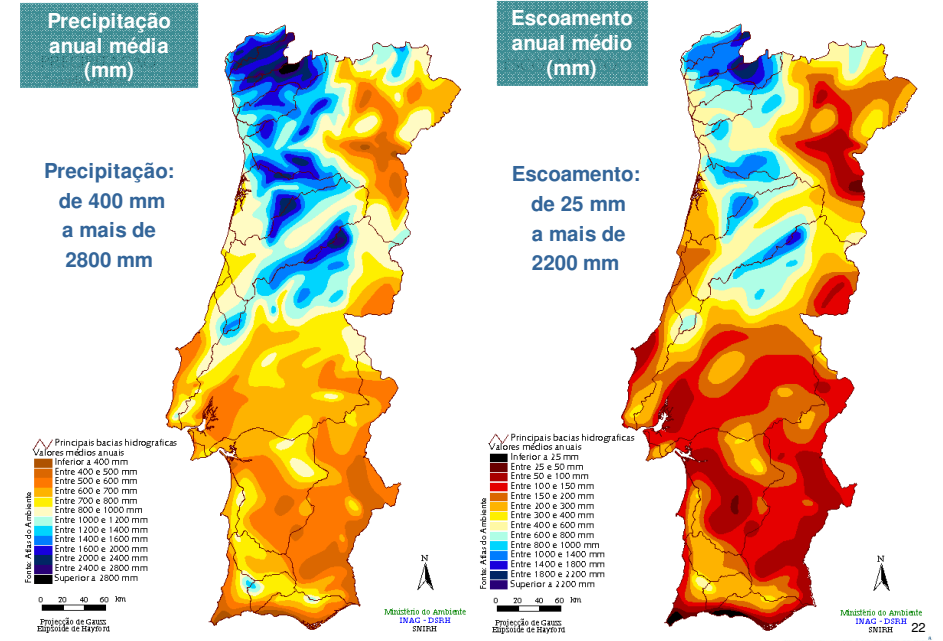 Precipitação
anual média
(mm)
Precipitação:
de 400 mm
a mais de
2800 mm
Principais bacias hidrograficas
Valores médios anuais
Inferior a 400 mm
Entre 400 e 500 mm
Entre 500 e 600 mm
Entre 600 e 700 mm
Entre 700 e 800 mm
Entre 800 e 1000 mm
Entre 1000 e 1200 mm
Entre 1200 e 1400 mm
Entre 1400 e 1600 mm
Entre 1600 e 2000 mm
Entre 2000 e 2400 mm
Entre 2400 e 2800 mm
Superior a 2800 mm
Fonte: Atlas do Ambiente
0 20 40 60 km
Projecção de Gauss
Elipsoide de Hayford
N
Ministério do Ambiente
INAG - DSRH
SNIRH
Escoamento
anual médio
(mm)
Escoamento:
de 25 mm
a mais de
2200 mm
Principais bacias hidrograficas
Valores médios anuais
Inferior a 25 mm
Entre 25 e 50 mm
Entre 50 e 100 mm
Entre 100 e 150 mm
Entre 150 e 200 mm
Entre 200 e 300 mm
Entre 300 e 400 mm
Entre 400 e 600 mm
Entre 600 e 800 mm
Entre 800 e 1000 mm
Entre 1000 e 1400 mm
Entre 1400 e 1800 mm
Entre 1800 e 2200 mm
Superior a 2200 mm
Fonte: Atlas do Ambiente
0 20 40 60 km
Projecção de Gauss
Elipsoide de Hayford
N
Ministério do Ambiente
INAG - DSRH
SNIRH
22